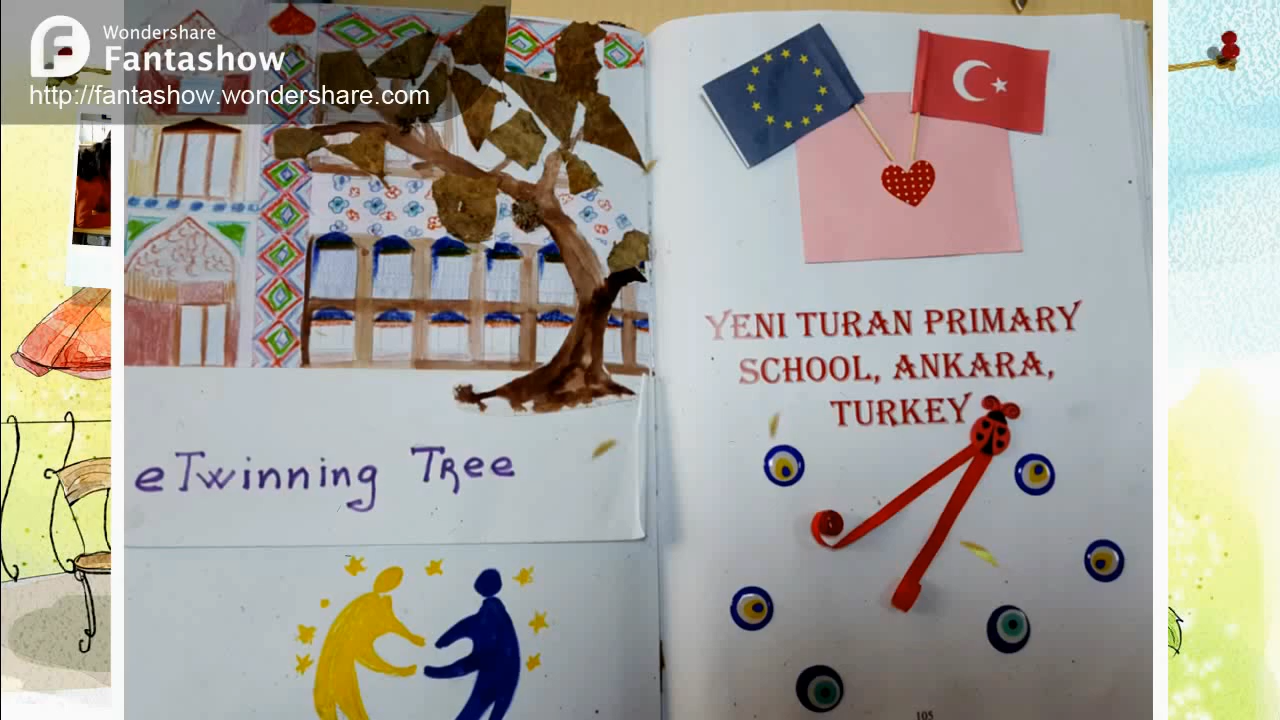 Wondershare
Fantashow
http://fantashow.wondershare.com
eTwinning Tree
YENI TURAN PRIMARY
SCHOOL, ANKARA,
TURKEY
105